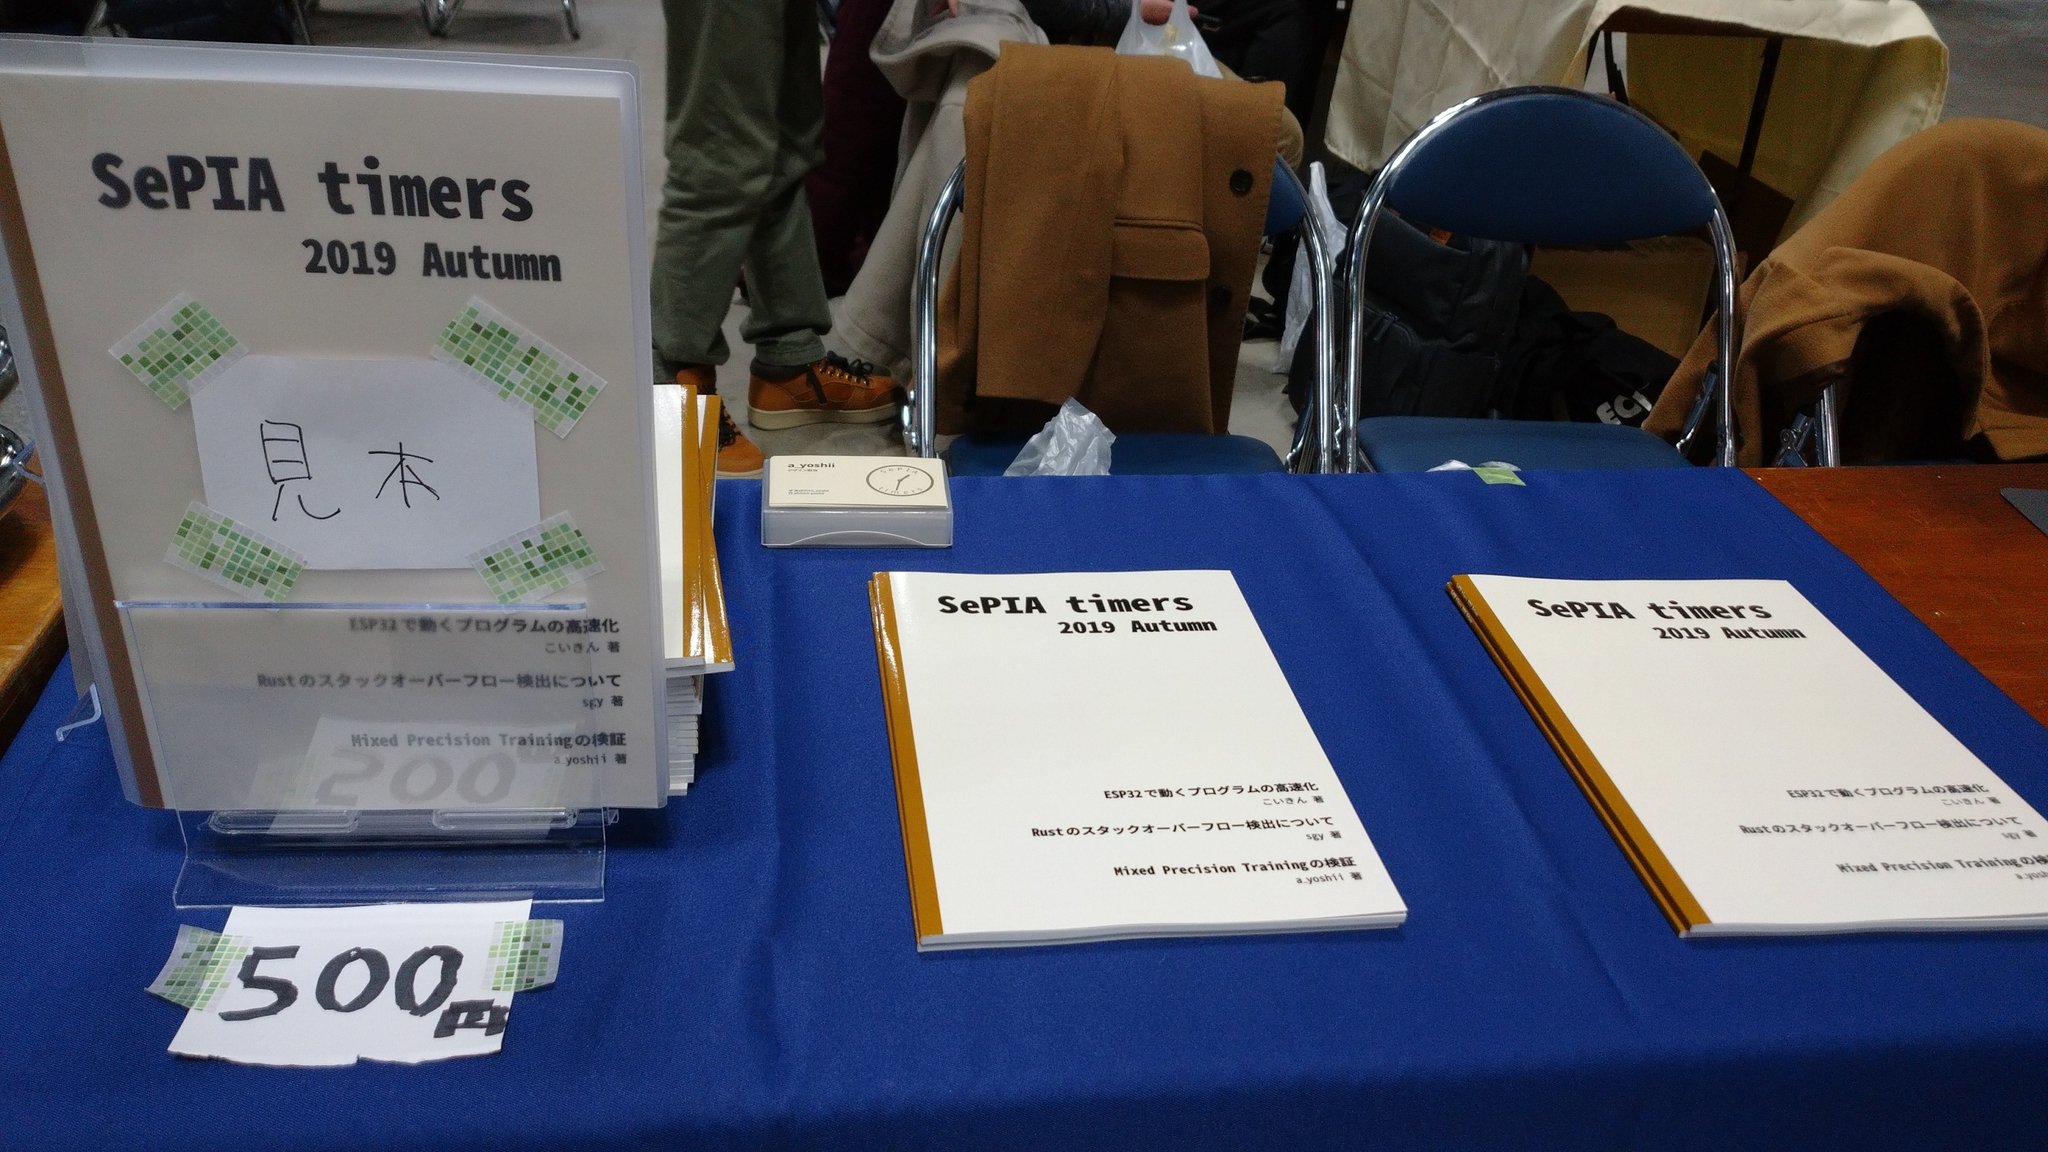 SePIA timers
2019 Autumn
見本
ESP32で動くプログラムの高速化
こいきん 著
Rustのスタックオーバーフロー検出について
sgy 著
Mixed Precision Trainingの検証
a_yoshii 著
500円
a_yoshii
SePIA
timers
SePIA timers
2019 Autumn
ESP32で動くプログラムの高速化
こいきん 著
Rustのスタックオーバーフロー検出について
sgy 著
Mixed Precision Trainingの検証
a_yoshii 著
SePIA timers
2019 Autumn
ESP32で動くプログラムの高速化
こいきん 著
Rustのスタックオーバーフロー検出について
sgy 著
Mixed Precision Trainingの